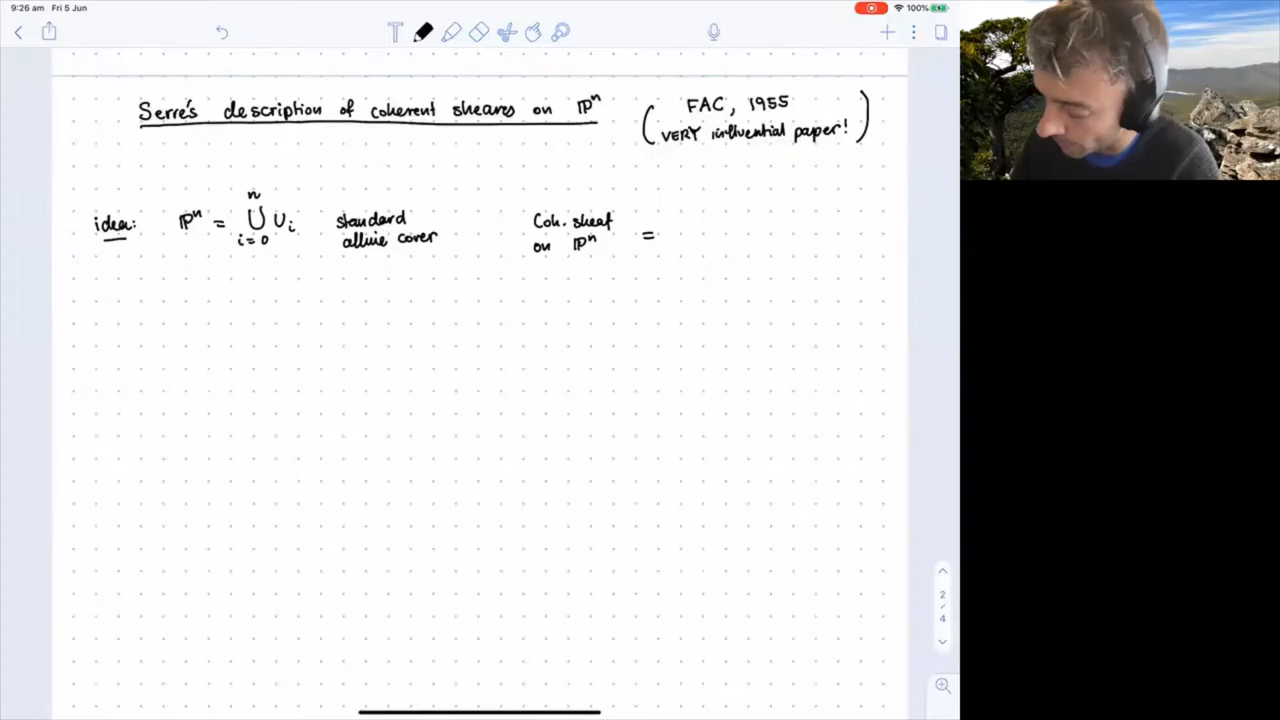 9:26 am Fri 5 Jun
100%
T
Serre's description of coherent sheaves on ℙⁿ
( FAC, 1955
VERY influential paper! )
idea: ℙⁿ = ⋃ᵢ₌₀ⁿ Uᵢ standard affine cover
Coh. sheaf on ℙⁿ =
2
/
4